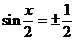 sin x/2 = ± 1/2